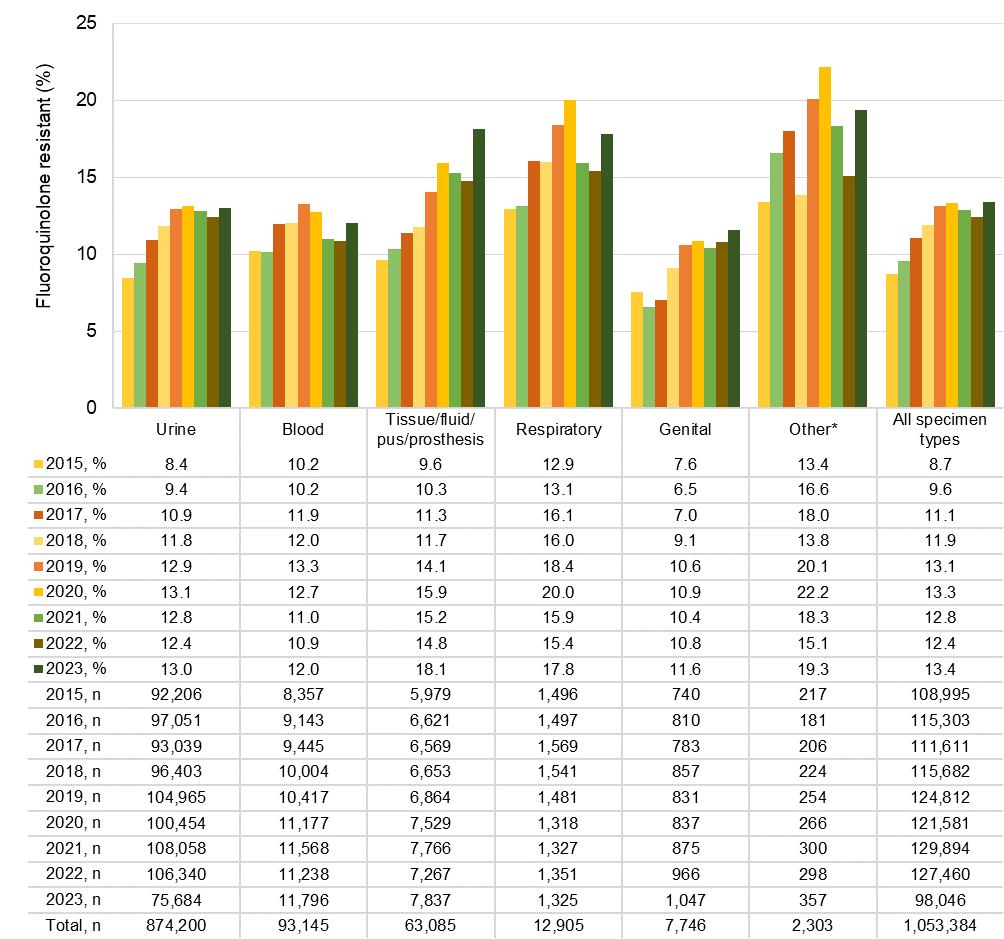 25
20
15
10
5
0
Fluoroquinolone resistant (%)
Urine Blood Tissue/fluid/ pus/prosthesis Respiratory Genital Other* All specimen types
2015, % 8.4 10.2 9.6 12.9 7.6 13.4 8.7
2016, % 9.4 10.2 10.3 13.1 6.5 16.6 9.6
2017, % 10.9 11.9 11.3 16.1 7.0 18.0 11.1
2018, % 11.8 12.0 11.7 16.0 9.1 13.8 11.9
2019, % 12.9 13.3 14.1 18.4 10.6 20.1 13.1
2020, % 13.1 12.7 15.9 20.0 10.9 22.2 13.3
2021, % 12.8 11.0 15.2 15.9 10.4 18.3 12.8
2022, % 12.4 10.9 14.8 15.4 10.8 15.1 12.4
2023, % 13.0 12.0 18.1 17.8 11.6 19.3 13.4
2015, n 92,206 8,357 5,979 1,496 740 217 108,995
2016, n 97,051 9,143 6,621 1,497 810 181 115,303
2017, n 93,039 9,445 6,569 1,569 783 206 111,611
2018, n 96,403 10,004 6,653 1,541 857 224 115,682
2019, n 104,965 10,417 6,864 1,481 831 254 124,812
2020, n 100,454 11,177 7,529 1,318 837 266 121,581
2021, n 108,058 11,568 7,766 1,327 875 300 129,894
2022, n 106,340 11,238 7,267 1,351 966 298 127,460
2023, n 75,684 11,796 7,837 1,325 1,047 357 98,046
Total, n 874,200 93,145 63,085 12,905 7,746 2,303 1,053,384